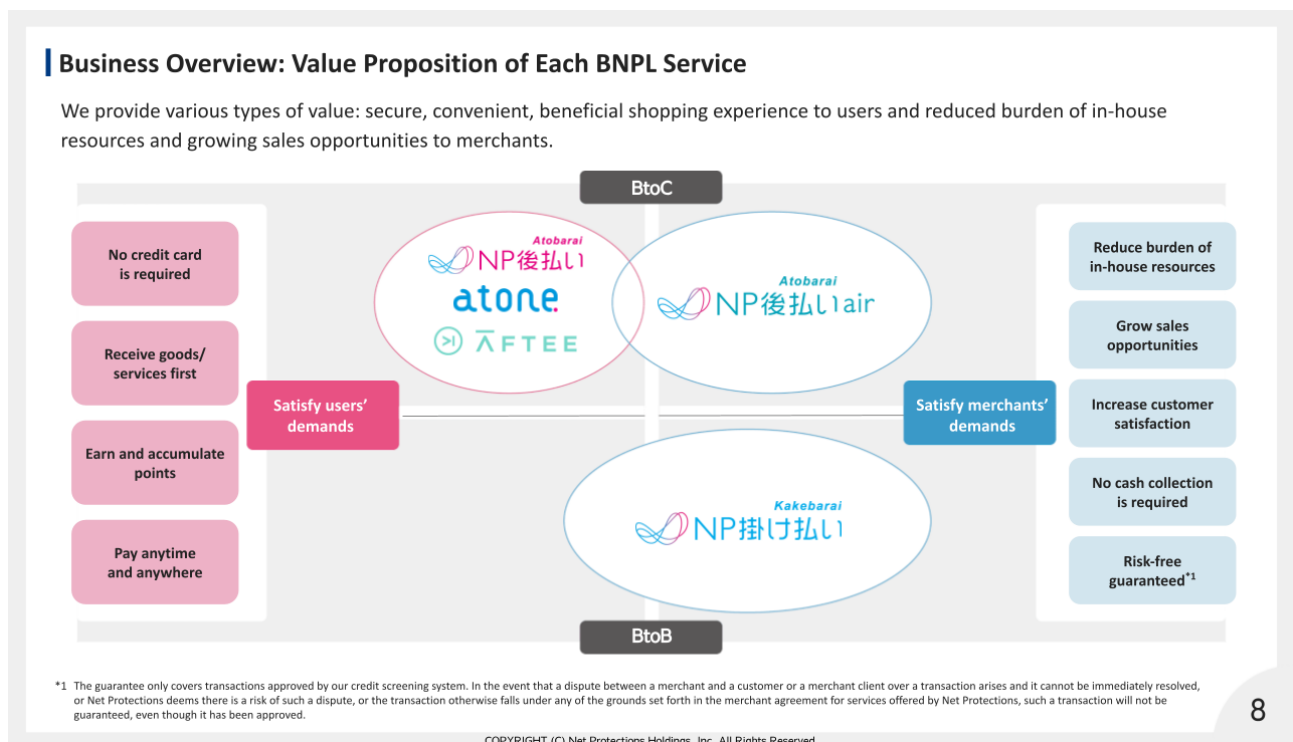 Business Overview: Value Proposition of Each BNPL Service
We provide various types of value: secure, convenient, beneficial shopping experience to users and reduced burden of in-house
resources and growing sales opportunities to merchants.
BtoC
No credit card
is required
Receive goods/
services first
Earn and accumulate
points
Pay anytime
and anywhere
Satisfy users’
demands
Atobarai
NP後払い
atone
AFTEE
Atobarai
NP後払いair
Kakebarai
NP掛け払い
Satisfy merchants’
demands
Reduce burden of
in-house resources
Grow sales
opportunities
Increase customer
satisfaction
No cash collection
is required
Risk-free
guaranteed*1
BtoB
*1 The guarantee only covers transactions approved by our credit screening system. In the event that a dispute between a merchant and a customer or a merchant client over a transaction arises and it cannot be immediately resolved,
or Net Protections deems there is a risk of such a dispute, or the transaction otherwise falls under any of the grounds set forth in the merchant agreement for services offered by Net Protections, such a transaction will not be
guaranteed, even though it has been approved.
8
COPYRIGHT (C) Net Protections Holdings, Inc. All Rights Reserved